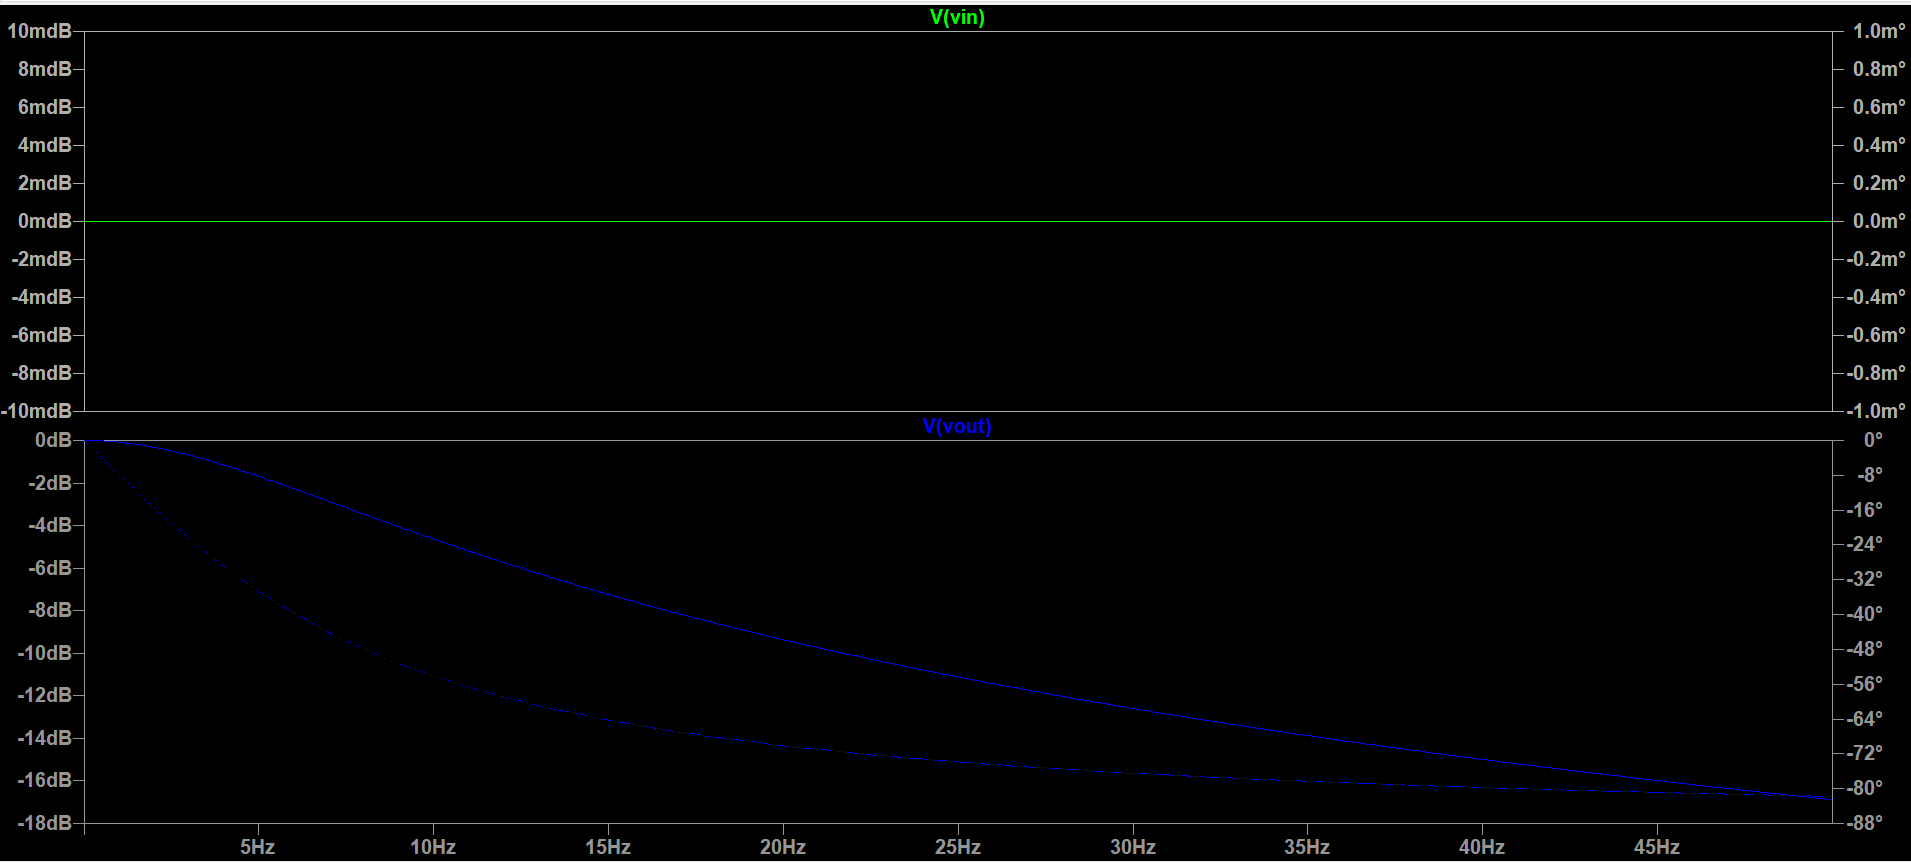 V(vin)
10mdB 1.0m°
8mdB 0.8m°
6mdB 0.6m°
4mdB 0.4m°
2mdB 0.2m°
0mdB 0.0m°
-2mdB -0.2m°
-4mdB -0.4m°
-6mdB -0.6m°
-8mdB -0.8m°
-10mdB -1.0m°
V(vout)
0dB 0°
-2dB -8°
-4dB -16°
-6dB -24°
-8dB -32°
-10dB -40°
-12dB -48°
-14dB -56°
-16dB -64°
-18dB -72°
-80°
-88°
5Hz 10Hz 15Hz 20Hz 25Hz 30Hz 35Hz 40Hz 45Hz